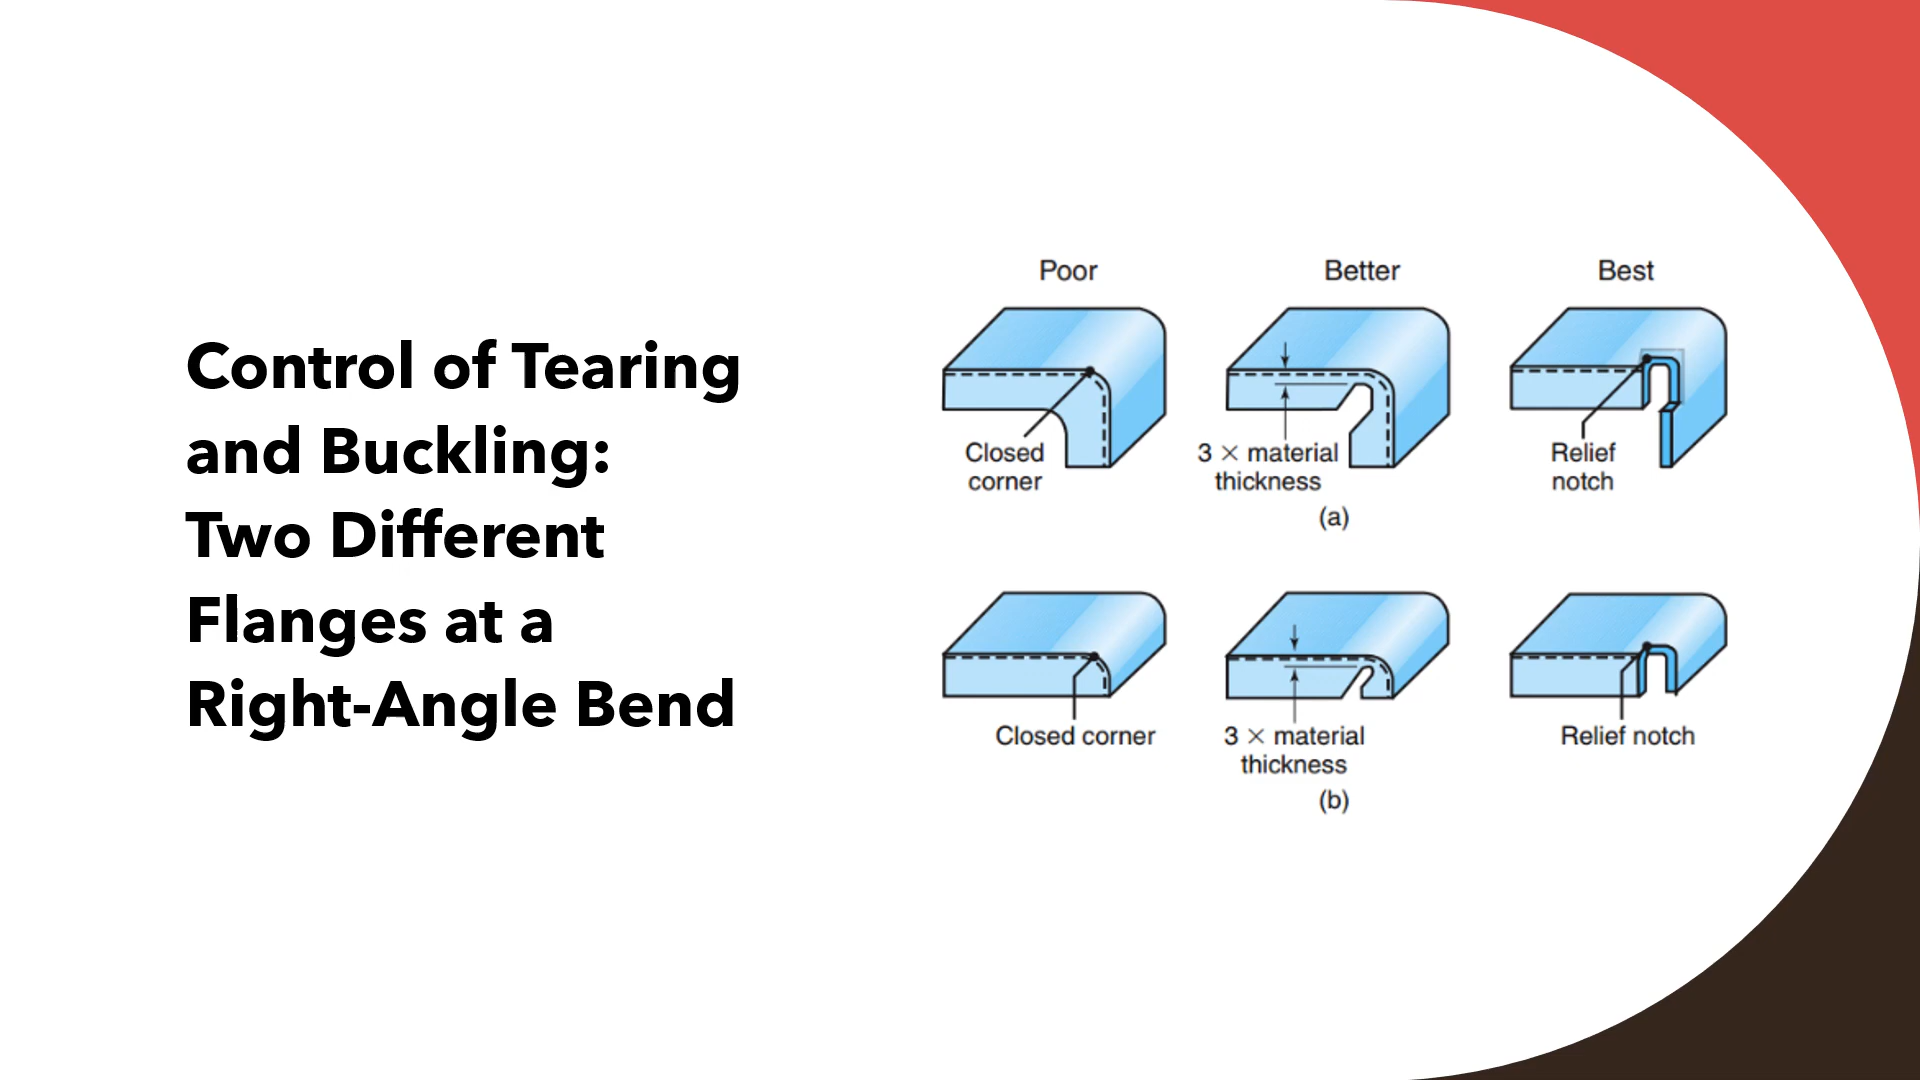 Control of Tearing
and Buckling:
Two Different
Flanges at a
Right-Angle Bend
Poor
Better
Best
Closed
corner
3 × material
thickness
Relief
notch
(a)
Closed corner
3 × material
thickness
Relief notch
(b)